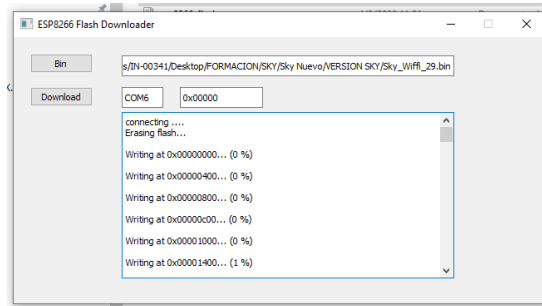 ESP8266 Flash Downloader
Bin
s/IN-00341/Desktop/FORMACION/SKY/Sky Nuevo/VERSION SKY/Sky_Wiffi_29.bin
Download
COM6
0x00000
connecting ....
Erasing flash...
Writing at 0x00000000... (0 %)
Writing at 0x00000400... (0 %)
Writing at 0x00000800... (0 %)
Writing at 0x00000c00... (0 %)
Writing at 0x00001000... (0 %)
Writing at 0x00001400... (1 %)